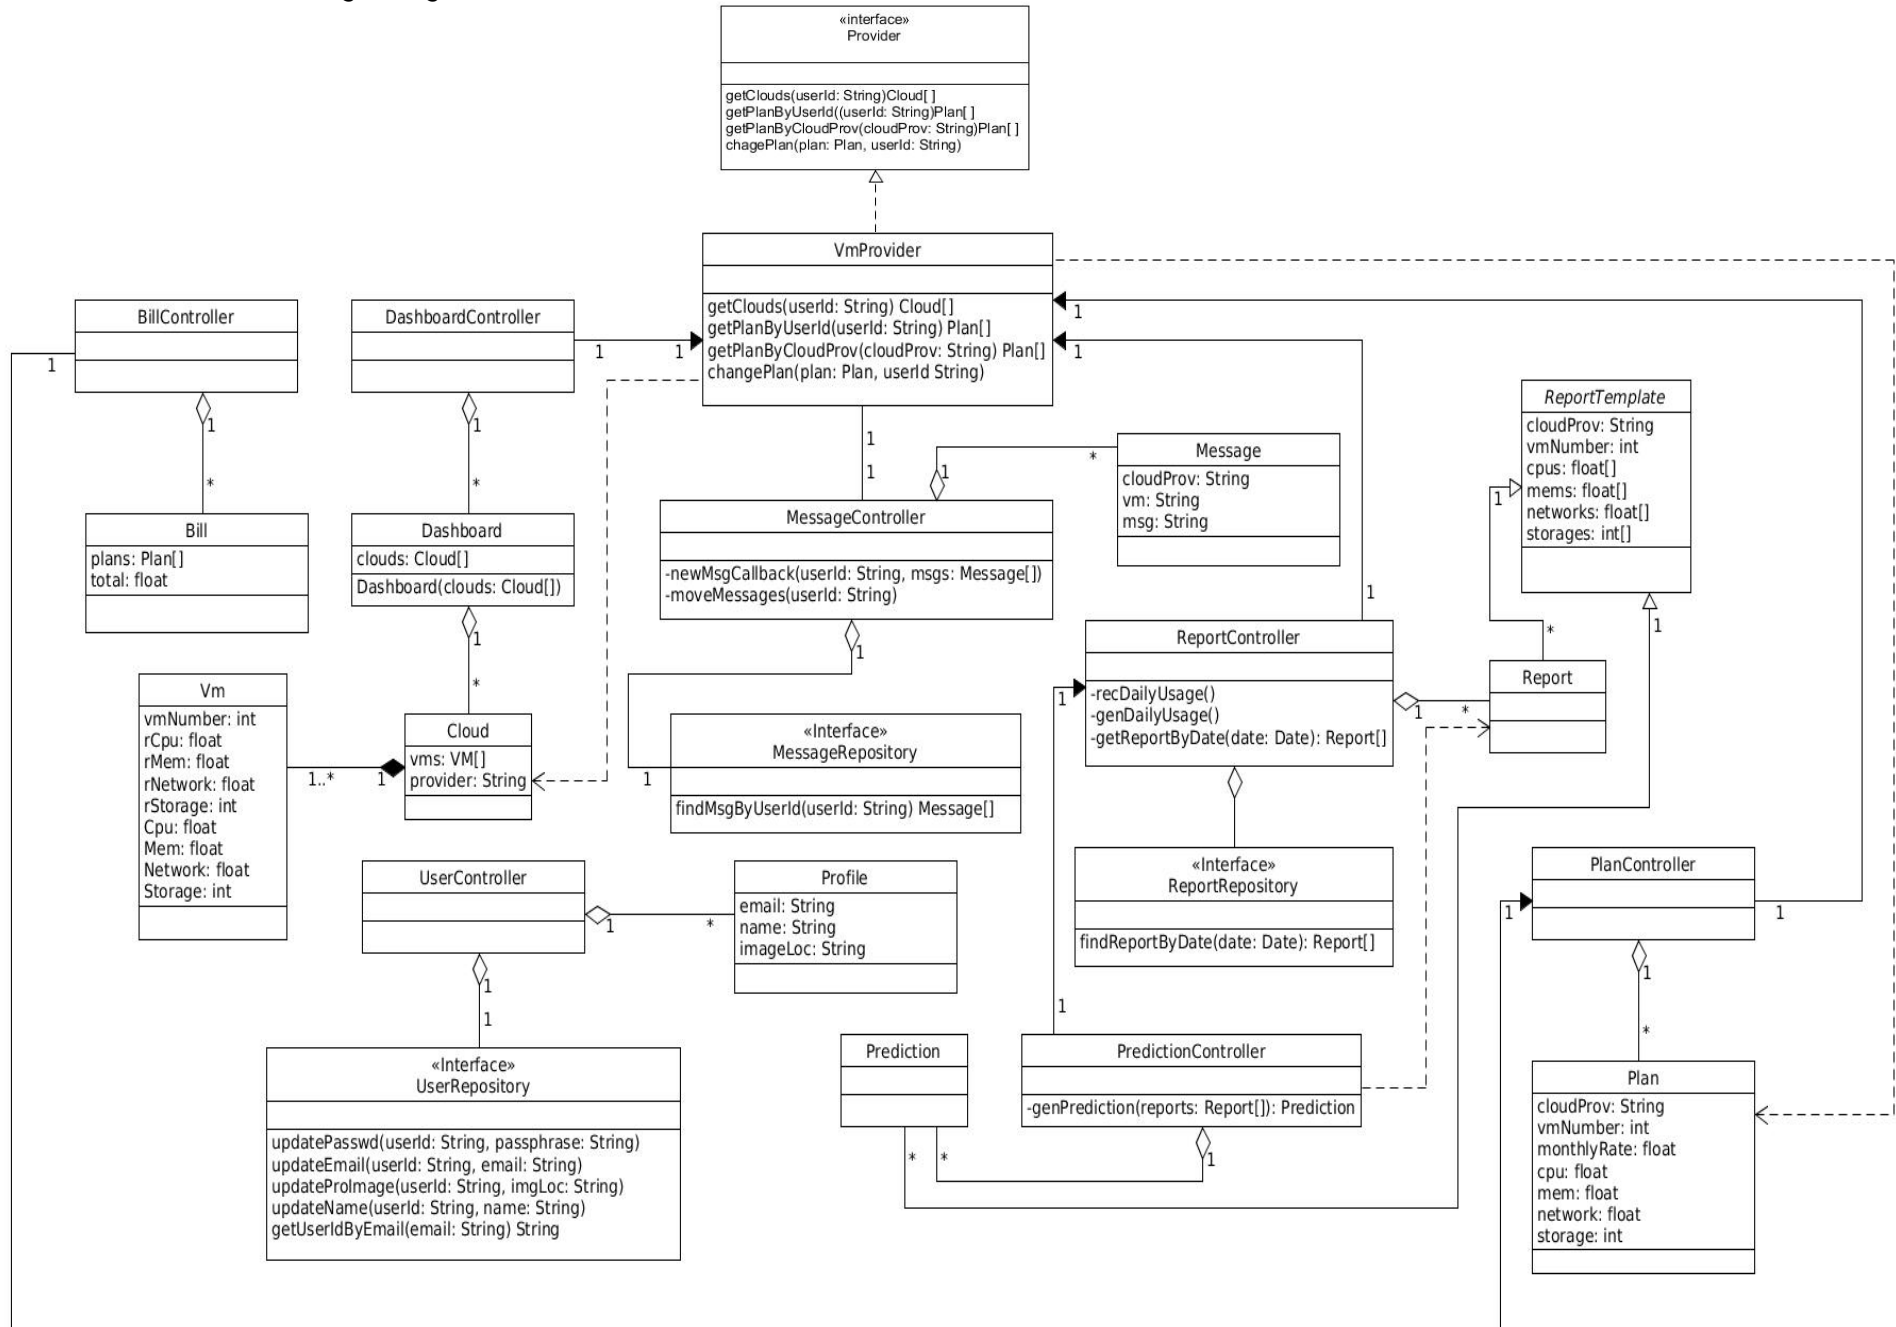 «interface»
Provider
getClouds(userId: String)Cloud[ ]
getPlanByUserId((userId: String)Plan[ ]
getPlanByCloudProv(cloudProv: String)Plan[ ]
chagePlan(plan: Plan, userId: String)
VmProvider
getClouds(userId: String) Cloud[]
getPlanByUserId(userId: String) Plan[]
getPlanByCloudProv(cloudProv: String) Plan[]
changePlan(plan: Plan, userId String)
1
1
1
1
BillController
1
1
*
Bill
plans: Plan[]
total: float
DashboardController
1
1
1
*
Dashboard
clouds: Cloud[]
Dashboard(clouds: Cloud[])
1
*
Cloud
vms: VM[]
provider: String
1..*
1
Vm
vmNumber: int
rCpu: float
rMem: float
rNetwork: float
rStorage: int
Cpu: float
Mem: float
Network: float
Storage: int
MessageController
-newMsgCallback(userId: String, msgs: Message[])
-moveMessages(userId: String)
1
*
Message
cloudProv: String
vm: String
msg: String
1
1
«Interface»
MessageRepository
findMsgByUserId(userId: String) Message[]
ReportTemplate
cloudProv: String
vmNumber: int
cpus: float[]
mems: float[]
networks: float[]
storages: int[]
1
*
1
Report
1
ReportController
-recDailyUsage()
-genDailyUsage()
-getReportByDate(date: Date): Report[]
1
1
*
«Interface»
ReportRepository
findReportByDate(date: Date): Report[]
UserController
1
*
Profile
email: String
name: String
imageLoc: String
1
1
«Interface»
UserRepository
updatePasswd(userId: String, passphrase: String)
updateEmail(userId: String, email: String)
updateProImage(userId: String, imgLoc: String)
updateName(userId: String, name: String)
getUserIdByEmail(email: String) String
Prediction
*
*
1
PredictionController
-genPrediction(reports: Report[]): Prediction
1
PlanController
1
1
1
*
Plan
cloudProv: String
vmNumber: int
monthlyRate: float
cpu: float
mem: float
network: float
storage: int